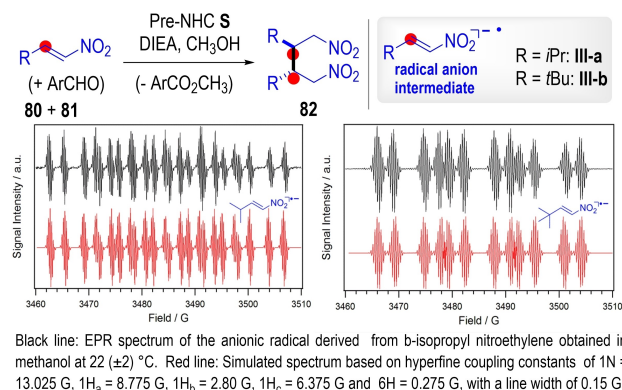 Pre-NHC S
DIEA, CH₃OH
R NO₂
(+ ArCHO)
(- ArCO₂CH₃)
80 + 81
R NO₂
R NO₂
82
R NO₂ −•
radical anion
intermediate
R = iPr: III-a
R = tBu: III-b
Signal Intensity / a.u.
NO₂ •−
3460 3470 3480 3490 3500 3510
Field / G
Signal Intensity / a.u.
NO₂ •−
3460 3470 3480 3490 3500 3510
Field / G
Black line: EPR spectrum of the anionic radical derived from b-isopropyl nitroethylene obtained in
methanol at 22 (±2) °C. Red line: Simulated spectrum based on hyperfine coupling constants of 1N =
13.025 G, 1Hₐ = 8.775 G, 1H_b = 2.80 G, 1H_c = 6.375 G and 6H = 0.275 G, with a line width of 0.15 G